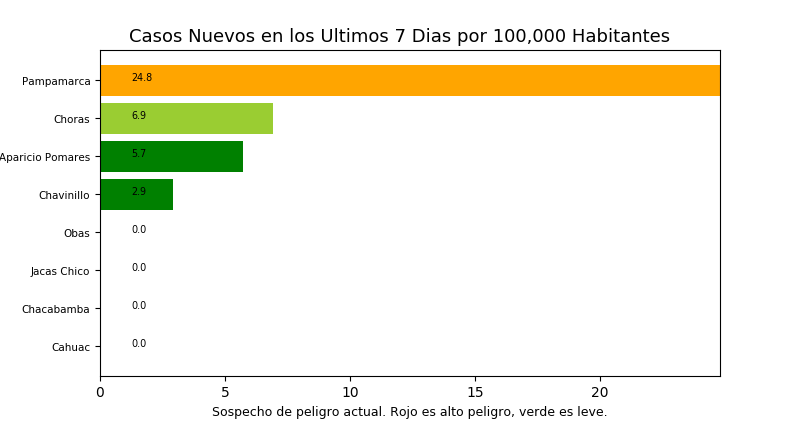 Casos Nuevos en los Ultimos 7 Dias por 100,000 Habitantes
Pampamarca 24.8
Choras 6.9
Aparicio Pomares 5.7
Chavinillo 2.9
Obas 0.0
Jacas Chico 0.0
Chacabamba 0.0
Cahuac 0.0
0 5 10 15 20
Sospecho de peligro actual. Rojo es alto peligro, verde es leve.